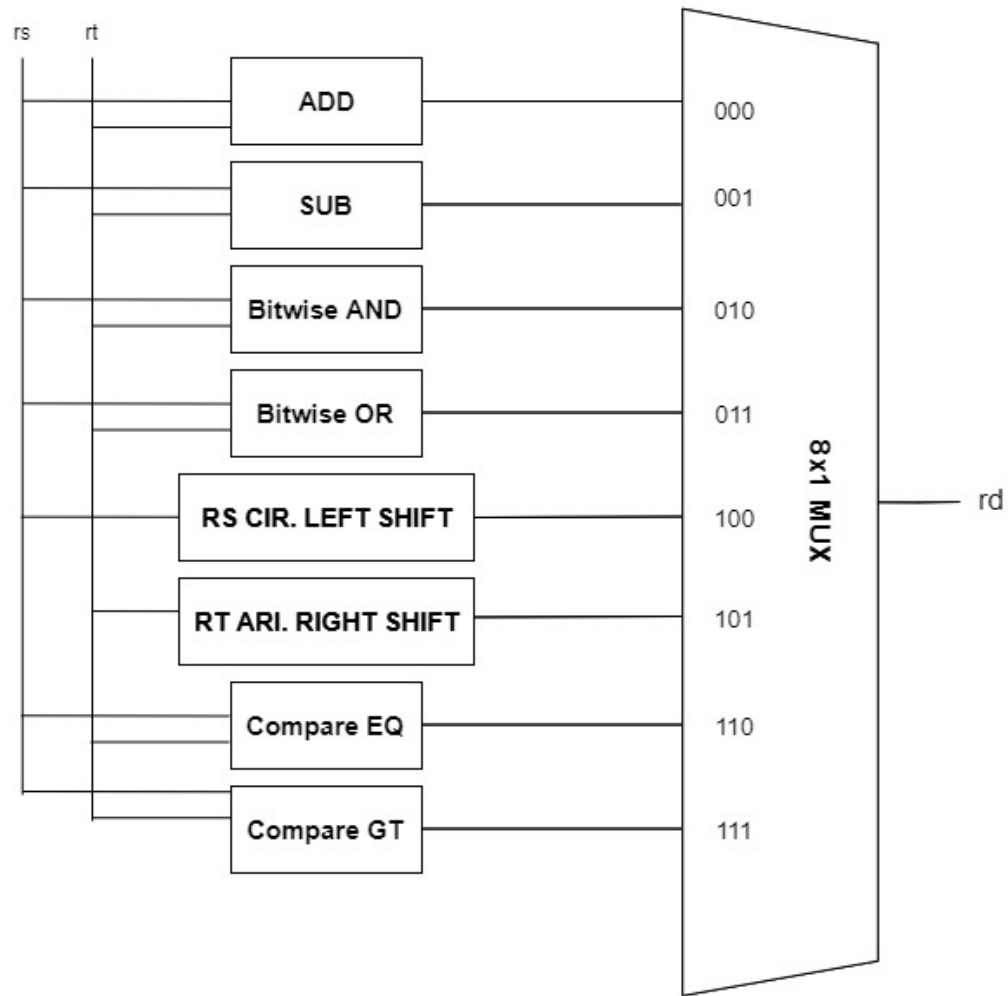 rs rt
ADD
000
SUB
001
Bitwise AND
010
Bitwise OR
011
RS CIR. LEFT SHIFT
100
RT ARI. RIGHT SHIFT
101
Compare EQ
110
Compare GT
111
8x1 MUX
rd